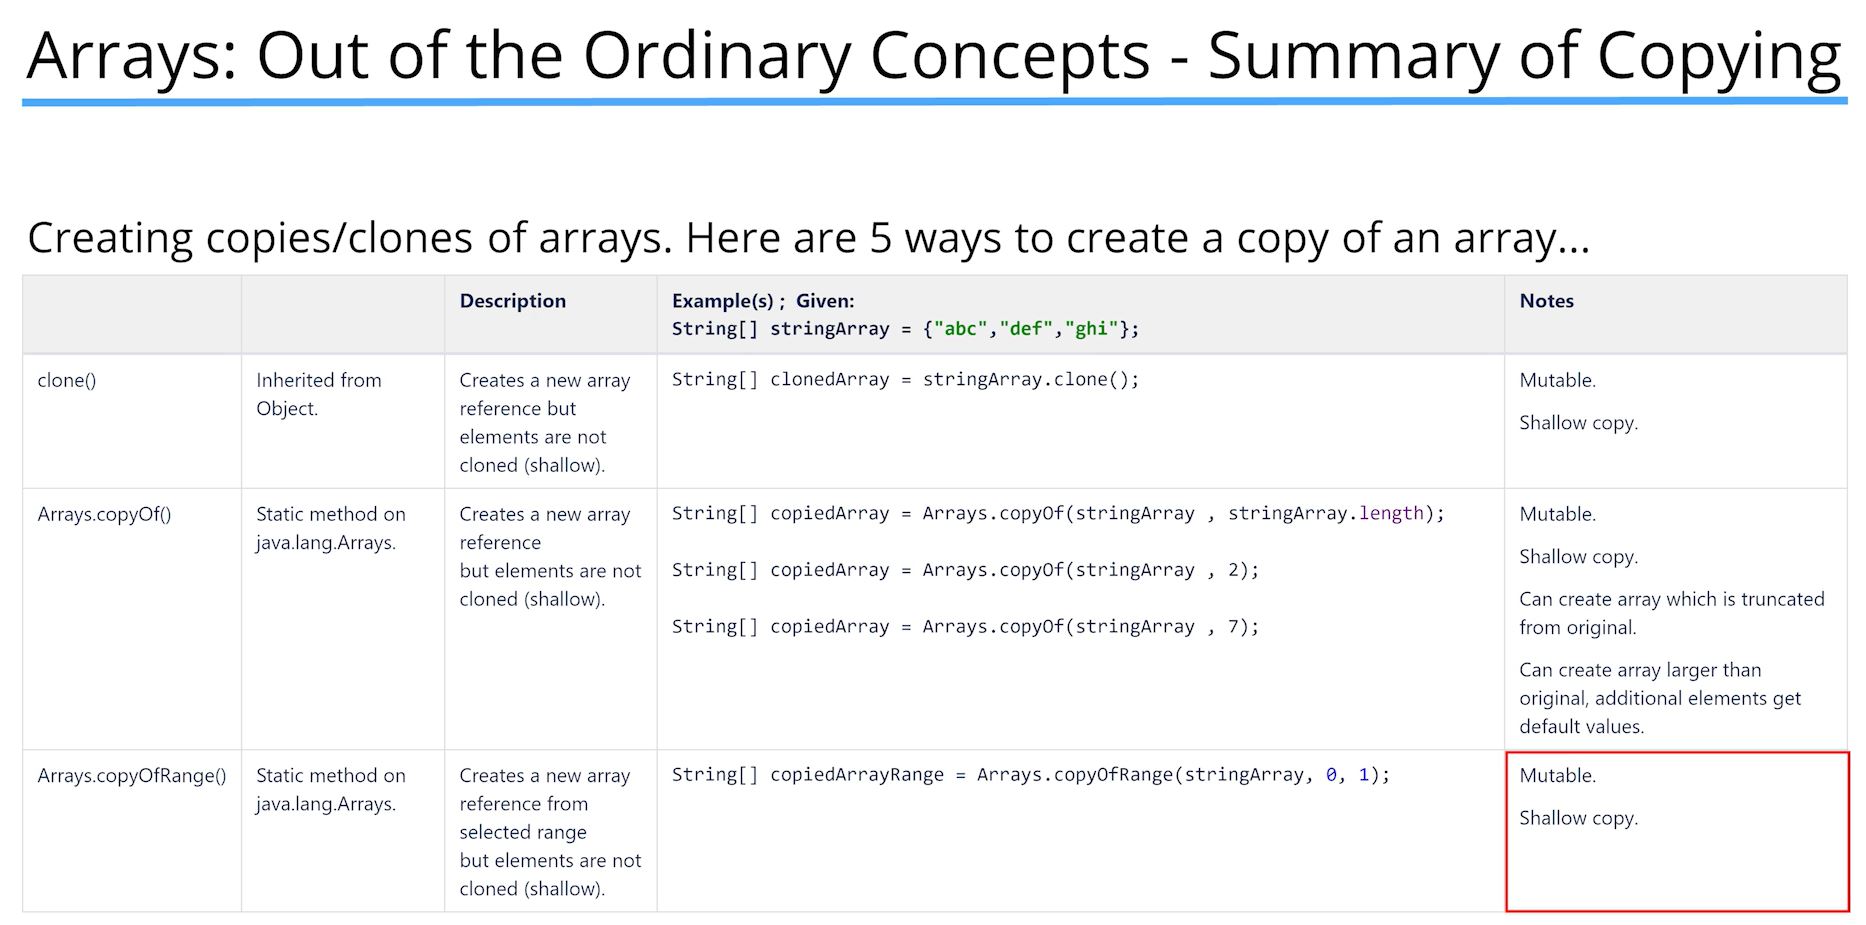 Arrays: Out of the Ordinary Concepts - Summary of Copying
Creating copies/clones of arrays. Here are 5 ways to create a copy of an array...
Description
Example(s) ;  Given:
String[] stringArray = {"abc","def","ghi"};
Notes
clone()
Inherited from
Object.
Creates a new array
reference but
elements are not
cloned (shallow).
String[] clonedArray = stringArray.clone();
Mutable.
Shallow copy.
Arrays.copyOf()
Static method on
java.lang.Arrays.
Creates a new array
reference
but elements are not
cloned (shallow).
String[] copiedArray = Arrays.copyOf(stringArray , stringArray.length);
String[] copiedArray = Arrays.copyOf(stringArray , 2);
String[] copiedArray = Arrays.copyOf(stringArray , 7);
Mutable.
Shallow copy.
Can create array which is truncated
from original.
Can create array larger than
original, additional elements get
default values.
Arrays.copyOfRange()
Static method on
java.lang.Arrays.
Creates a new array
reference from
selected range
but elements are not
cloned (shallow).
String[] copiedArrayRange = Arrays.copyOfRange(stringArray, 0, 1);
Mutable.
Shallow copy.